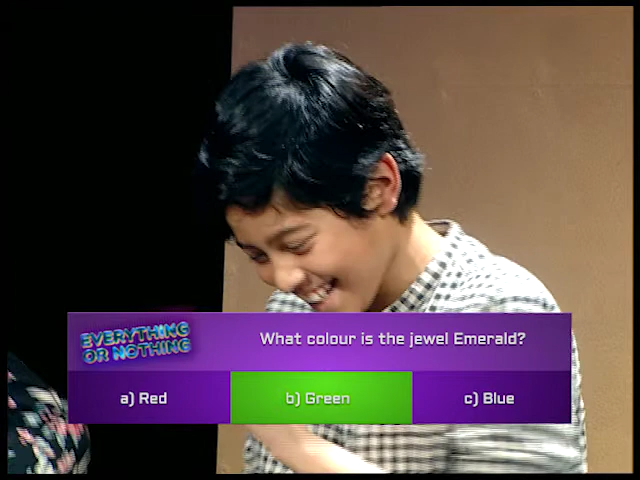 EVERYTHING
OR NOTHING
What colour is the jewel Emerald?
a) Red
b) Green
c) Blue